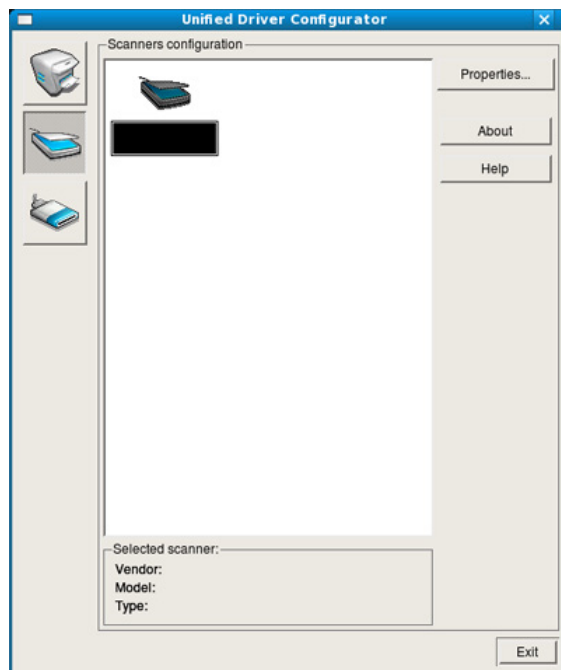 Unified Driver Configurator
Scanners configuration
Properties...
About
Help
Selected scanner:
Vendor:
Model:
Type:
Exit